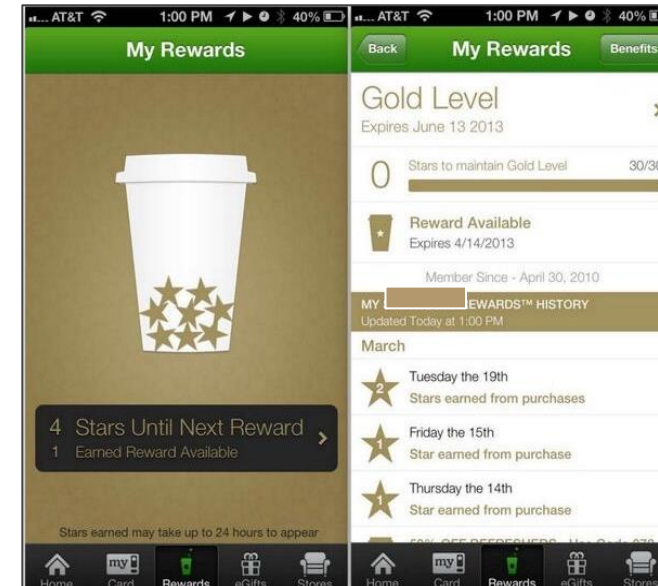 AT&T 1:00 PM 40%
My Rewards
4 Stars Until Next Reward
1 Earned Reward Available
Stars earned may take up to 24 hours to appear
Home Card Rewards eGifts Stores
my
AT&T 1:00 PM 40%
Back My Rewards Benefits
Gold Level
Expires June 13 2013
0 Stars to maintain Gold Level 30/30
Reward Available
Expires 4/14/2013
Member Since - April 30, 2010
MY EWARDS™ HISTORY
Updated Today at 1:00 PM
March
2 Tuesday the 19th
Stars earned from purchases
1 Friday the 15th
Star earned from purchase
1 Thursday the 14th
Star earned from purchase
my
Home Card Rewards eGifts Stores